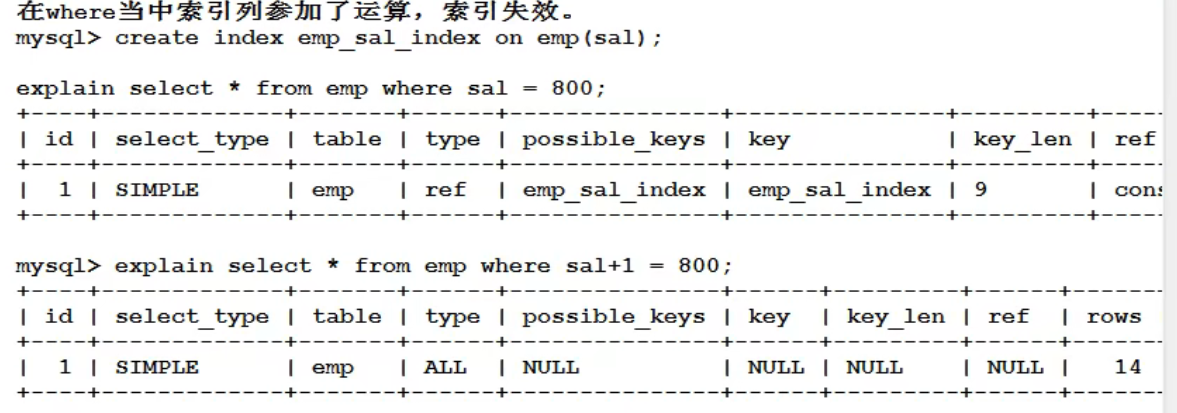 在where当中索引列参加了运算，索引失效。
mysql> create index emp_sal_index on emp(sal);
explain select * from emp where sal = 800;
+----+-------------+-------+------+---------------+---------------+---------+-----
| id | select_type | table | type | possible_keys | key           | key_len | ref
+----+-------------+-------+------+---------------+---------------+---------+-----
|  1 | SIMPLE      | emp   | ref  | emp_sal_index | emp_sal_index | 9       | cons
+----+-------------+-------+------+---------------+---------------+---------+-----
mysql> explain select * from emp where sal+1 = 800;
+----+-------------+-------+------+---------------+------+---------+------+------
| id | select_type | table | type | possible_keys | key  | key_len | ref  | rows
+----+-------------+-------+------+---------------+------+---------+------+------
|  1 | SIMPLE      | emp   | ALL  | NULL          | NULL | NULL    | NULL |   14
+----+-------------+-------+------+---------------+------+---------+------+------